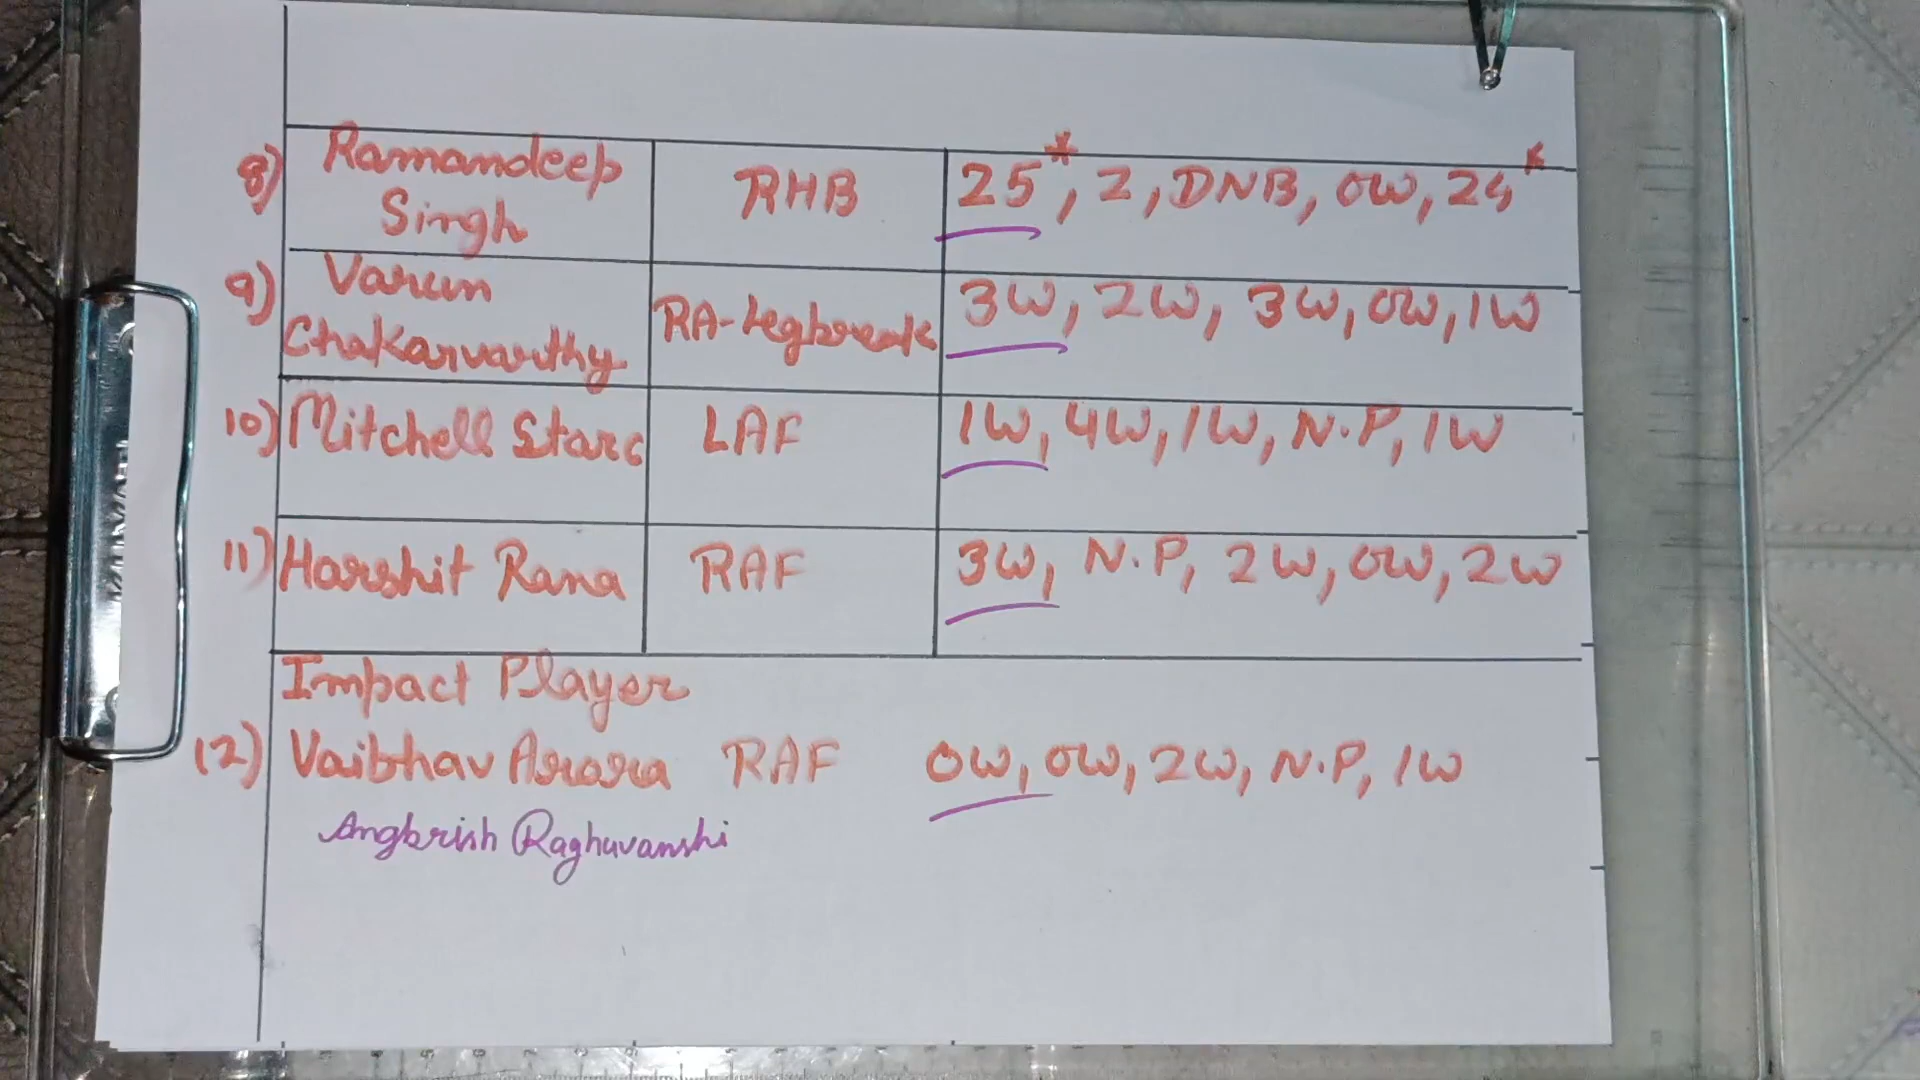 8) Ramandeep Singh RHB 25*, 2, DNB, 0W, 24*
9) Varun Chakarvarthy RA-Legbreak 3W, 2W, 3W, 0W, 1W
10) Mitchell Starc LAF 1W, 4W, 1W, N.P, 1W
11) Harshit Rana RAF 3W, N.P, 2W, 0W, 2W
Impact Player
12) Vaibhav Arora RAF 0W, 0W, 2W, N.P, 1W
Angkrish Raghuvanshi